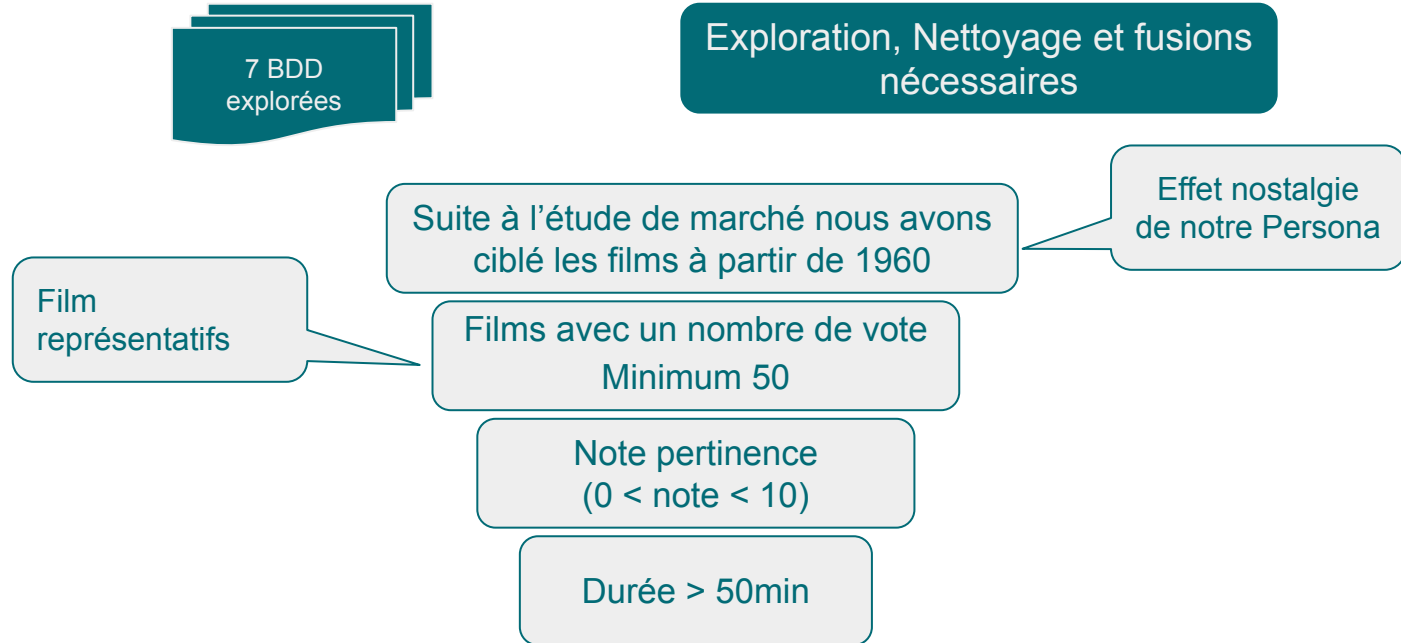 7 BDD
explorées
Exploration, Nettoyage et fusions
nécessaires
Effet nostalgie
de notre Persona
Suite à l’étude de marché nous avons
ciblé les films à partir de 1960
Film
représentatifs
Films avec un nombre de vote
Minimum 50
Note pertinence
(0 < note < 10)
Durée > 50min